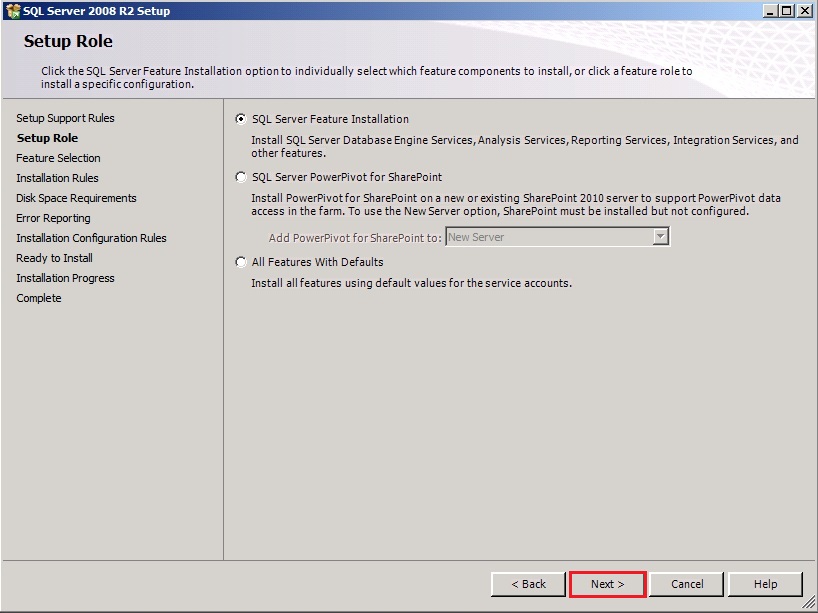 SQL Server 2008 R2 Setup
Setup Role
Click the SQL Server Feature Installation option to individually select which feature components to install, or click a feature role to
install a specific configuration.
Setup Support Rules
Setup Role
Feature Selection
Installation Rules
Disk Space Requirements
Error Reporting
Installation Configuration Rules
Ready to Install
Installation Progress
Complete
SQL Server Feature Installation
Install SQL Server Database Engine Services, Analysis Services, Reporting Services, Integration Services, and
other features.
SQL Server PowerPivot for SharePoint
Install PowerPivot for SharePoint on a new or existing SharePoint 2010 server to support PowerPivot data
access in the farm. To use the New Server option, SharePoint must be installed but not configured.
Add PowerPivot for SharePoint to: New Server
All Features With Defaults
Install all features using default values for the service accounts.
< Back Next > Cancel Help